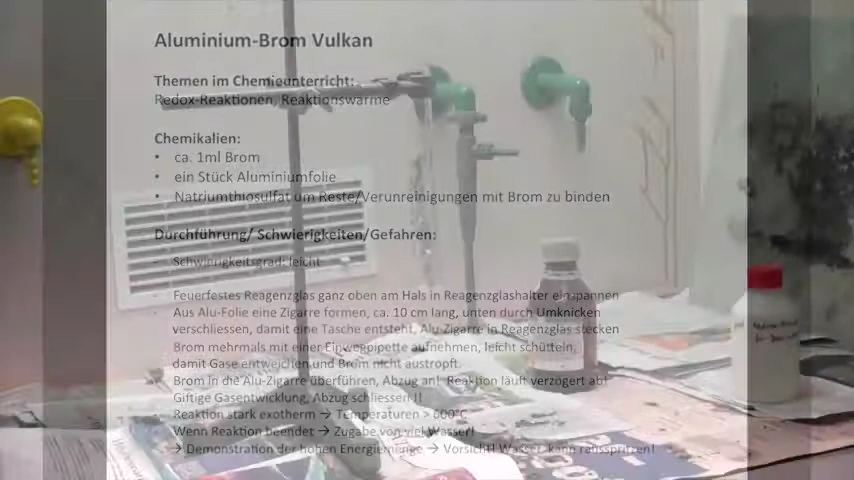 Aluminium-Brom Vulkan
Themen im Chemieunterricht:
Redox-Reaktionen, Reaktionswärme
Chemikalien:
• ca. 1ml Brom
• ein Stück Aluminiumfolie
• Natriumthiosulfat um Reste/Verunreinigungen mit Brom zu binden
Durchführung/ Schwierigkeiten/Gefahren:
- Schwierigkeitsgrad: leicht
Feuerfestes Reagenzglas ganz oben am Hals in Reagenzglashalter einspannen
Aus Alu-Folie eine Zigarre formen, ca. 10 cm lang, unten durch Umknicken
verschliessen, damit eine Tasche entsteht, Alu-Zigarre in Reagenzglas stecken
Brom mehrmals mit einer Einwegpipette aufnehmen, leicht schütteln,
damit Gase entweichen und Brom nicht austropft.
Brom in die Alu-Zigarre überführen, Abzug an! Reaktion läuft verzögert ab!
Giftige Gasentwicklung, Abzug schliessen !!
Reaktion stark exotherm → Temperaturen > 600°C
Wenn Reaktion beendet → Zugabe von viel Wasser!
→ Demonstration der hohen Energiemenge → Vorsicht! Wasser kann rausspritzen!